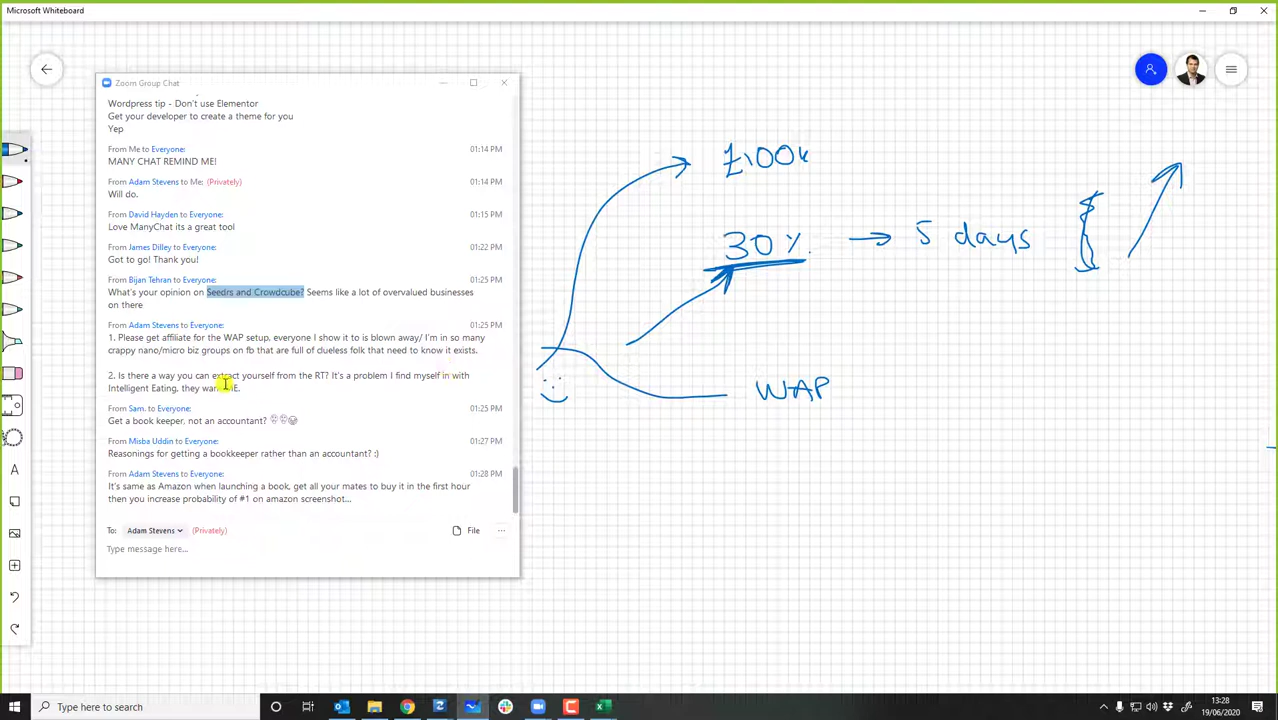 Microsoft Whiteboard
Zoom Group Chat
Wordpress tip - Don't use Elementor
Get your developer to create a theme for you
Yep
From Me to Everyone: 01:14 PM
MANY CHAT REMIND ME!
From Adam Stevens to Me: (Privately) 01:14 PM
Will do.
From David Hayden to Everyone: 01:15 PM
Love ManyChat its a great tool
From James Dilley to Everyone: 01:22 PM
Got to go! Thank you!
From Bijan Tehran to Everyone: 01:25 PM
What's your opinion on Seedrs and Crowdcube? Seems like a lot of overvalued businesses
on there
From Adam Stevens to Everyone: 01:25 PM
1. Please get affiliate for the WAP setup, everyone I show it to is blown away/ I'm in so many
crappy nano/micro biz groups on fb that are full of clueless folk that need to know it exists.
2. Is there a way you can extract yourself from the RT? It's a problem I find myself in with
Intelligent Eating, they want ME.
From Sam. to Everyone: 01:25 PM
Get a book keeper, not an accountant?
From Misba Uddin to Everyone: 01:27 PM
Reasonings for getting a bookkeeper rather than an accountant? :)
From Adam Stevens to Everyone: 01:28 PM
It's same as Amazon when launching a book, get all your mates to buy it in the first hour
then you increase probability of #1 on amazon screenshot...
To: Adam Stevens (Privately) File
Type message here...
£100k
30% → 5 days
WAP
A
Type here to search
13:28
19/06/2020